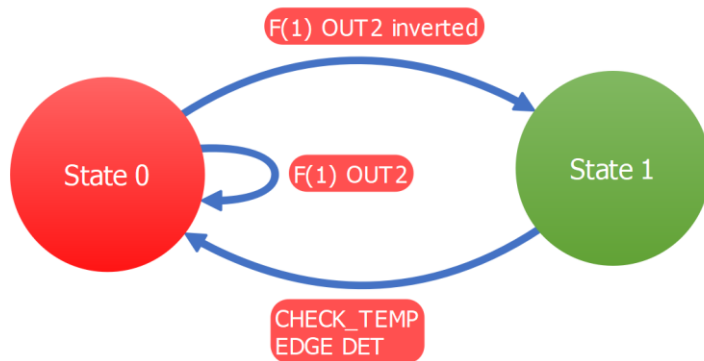 F(1) OUT2 inverted
State 0
F(1) OUT2
State 1
CHECK_TEMP
EDGE DET